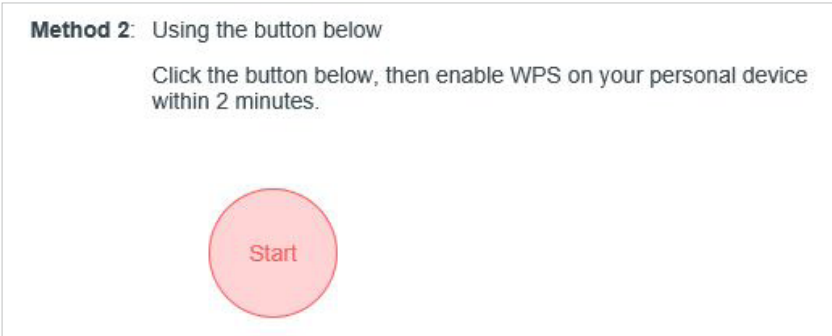 Method 2: Using the button below
Click the button below, then enable WPS on your personal device
within 2 minutes.
Start